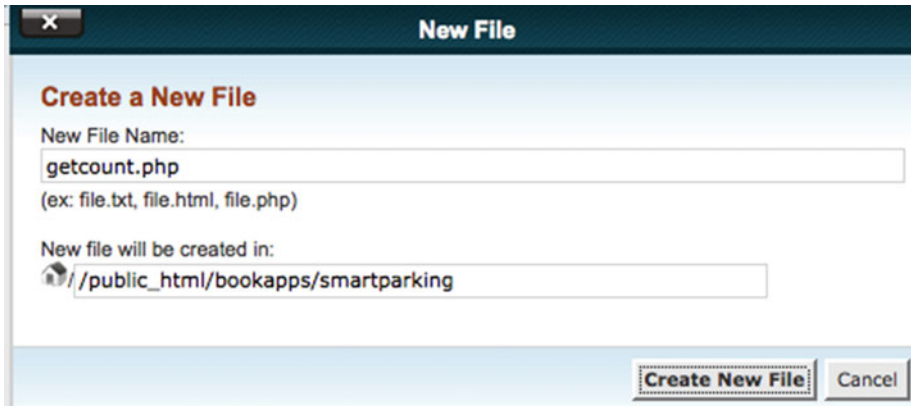 New File
Create a New File
New File Name:
getcount.php
(ex: file.txt, file.html, file.php)
New file will be created in:
/ /public_html/bookapps/smartparking
Create New File
Cancel